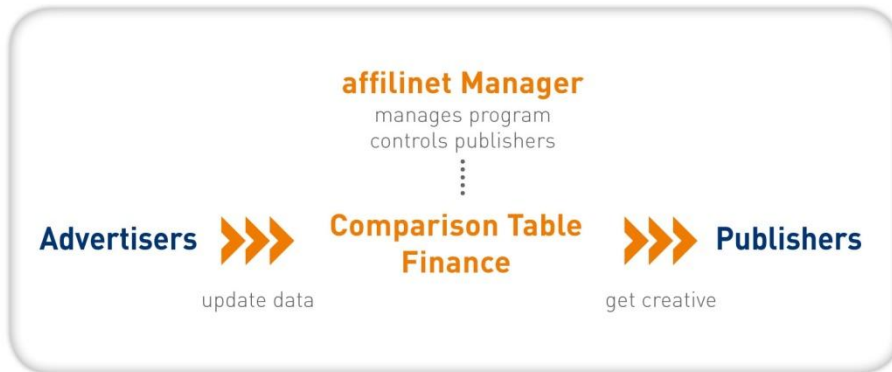 affilinet Manager
manages program
controls publishers
Advertisers
Comparison Table
Finance
Publishers
update data
get creative